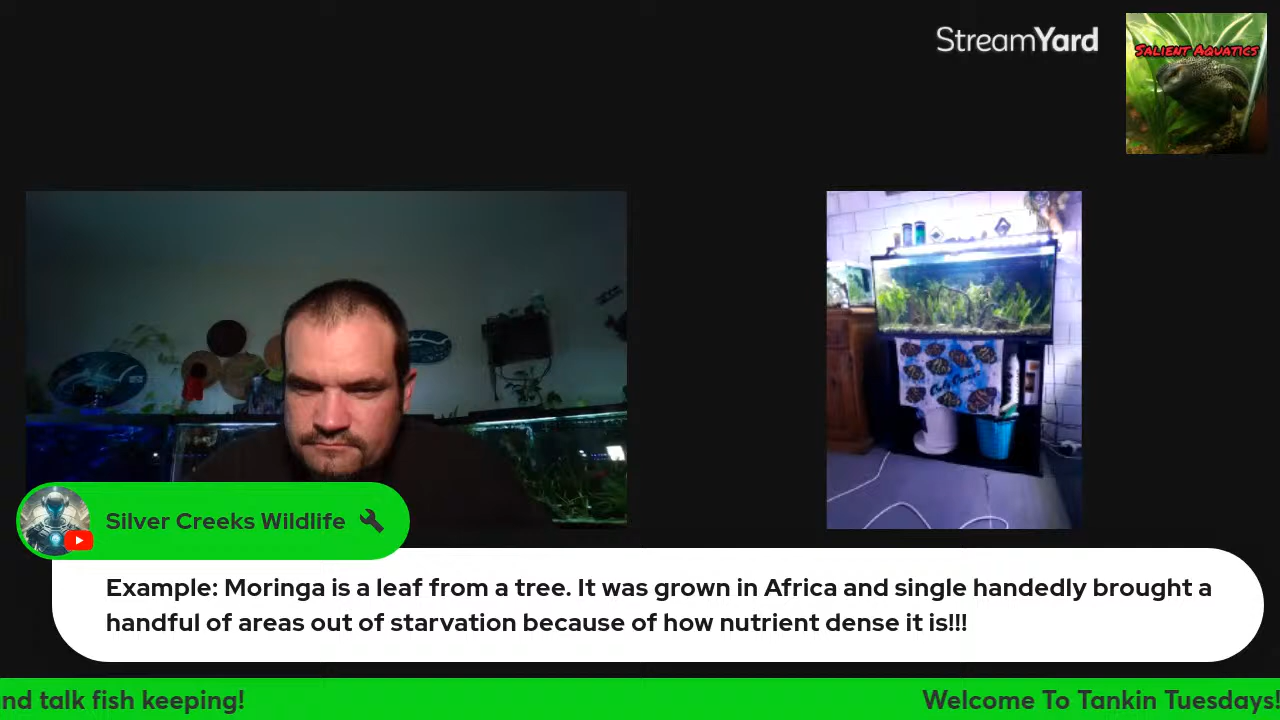 StreamYard
SALIENT AQUATICS
Silver Creeks Wildlife
Example: Moringa is a leaf from a tree. It was grown in Africa and single handedly brought a
handful of areas out of starvation because of how nutrient dense it is!!!
nd talk fish keeping!
Welcome To Tankin Tuesdays!